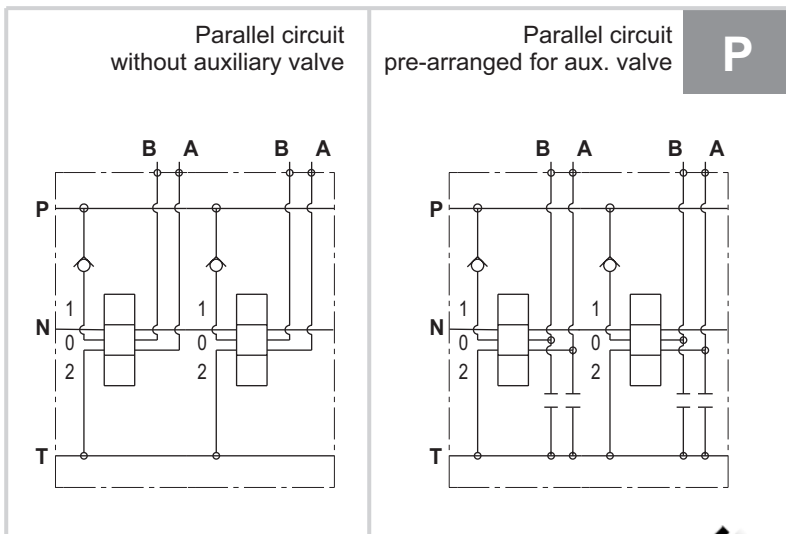 Parallel circuit
without auxiliary valve
Parallel circuit
pre-arranged for aux. valve
P
B A B A
P
1 1
N
0 0
2 2
T
B A B A
P
1 1
N
0 0
2 2
T